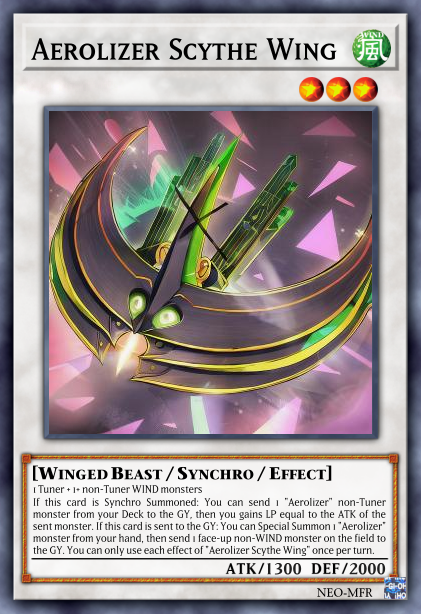 AEROLIZER SCYTHE WING
WIND
風
[WINGED BEAST / SYNCHRO / EFFECT]
1 Tuner + 1+ non-Tuner WIND monsters
If this card is Synchro Summoned: You can send 1 "Aerolizer" non-Tuner
monster from your Deck to the GY, then you gains LP equal to the ATK of the
sent monster. If this card is sent to the GY: You can Special Summon 1 "Aerolizer"
monster from your hand, then send 1 face-up non-WIND monster on the field to
the GY. You can only use each effect of "Aerolizer Scythe Wing" once per turn.
ATK/1300 DEF/2000
NEO-MFR